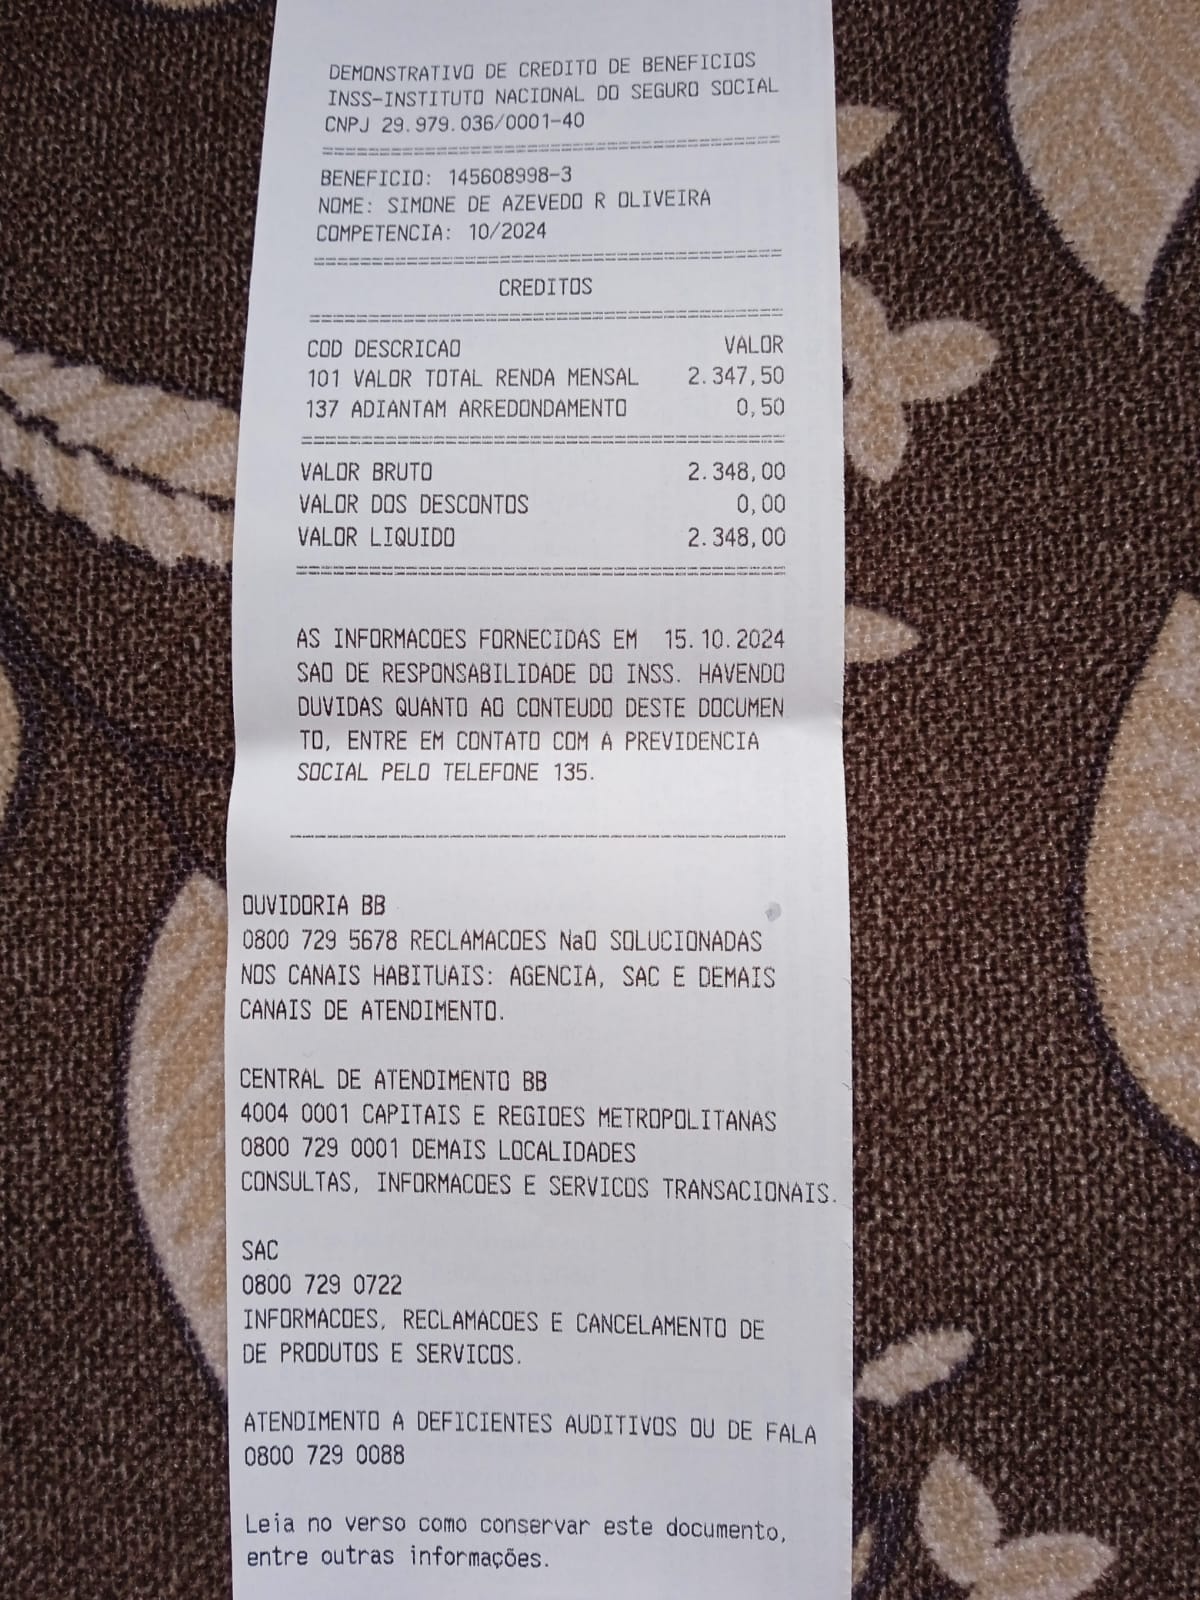 DEMONSTRATIVO DE CREDITO DE BENEFICIOS
INSS-INSTITUTO NACIONAL DO SEGURO SOCIAL
CNPJ 29.979.036/0001-40
BENEFICIO: 145608998-3
NOME: SIMONE DE AZEVEDO R OLIVEIRA
COMPETENCIA: 10/2024
CREDITOS
COD DESCRICAO VALOR
101 VALOR TOTAL RENDA MENSAL 2.347,50
137 ADIANTAM ARREDONDAMENTO 0,50
VALOR BRUTO 2.348,00
VALOR DOS DESCONTOS 0,00
VALOR LIQUIDO 2.348,00
AS INFORMACOES FORNECIDAS EM 15.10.2024
SAO DE RESPONSABILIDADE DO INSS. HAVENDO
DUVIDAS QUANTO AO CONTEUDO DESTE DOCUMEN
TO, ENTRE EM CONTATO COM A PREVIDENCIA
SOCIAL PELO TELEFONE 135.
OUVIDORIA BB
0800 729 5678 RECLAMACOES NaO SOLUCIONADAS
NOS CANAIS HABITUAIS: AGENCIA, SAC E DEMAIS
CANAIS DE ATENDIMENTO.
CENTRAL DE ATENDIMENTO BB
4004 0001 CAPITAIS E REGIOES METROPOLITANAS
0800 729 0001 DEMAIS LOCALIDADES
CONSULTAS, INFORMACOES E SERVICOS TRANSACIONAIS.
SAC
0800 729 0722
INFORMACOES, RECLAMACOES E CANCELAMENTO DE
DE PRODUTOS E SERVICOS.
ATENDIMENTO A DEFICIENTES AUDITIVOS OU DE FALA
0800 729 0088
Leia no verso como conservar este documento,
entre outras informações.